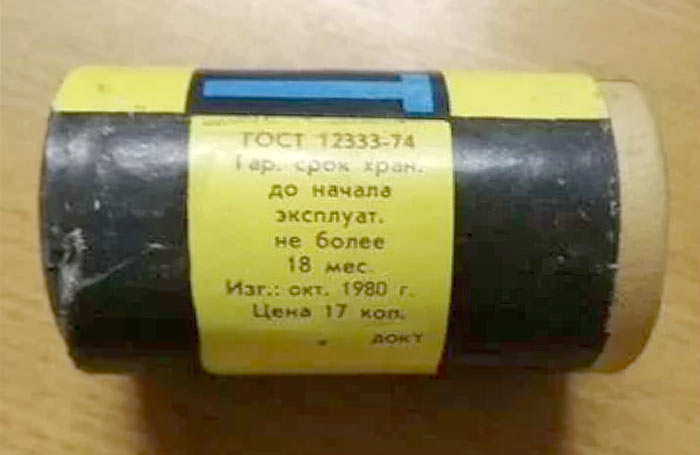 ГОСТ 12333-74
Гар. срок хран.
до начала
эксплуат.
не более
18 мес.
Изг.: окт. 1980 г.
Цена 17 коп.
докт